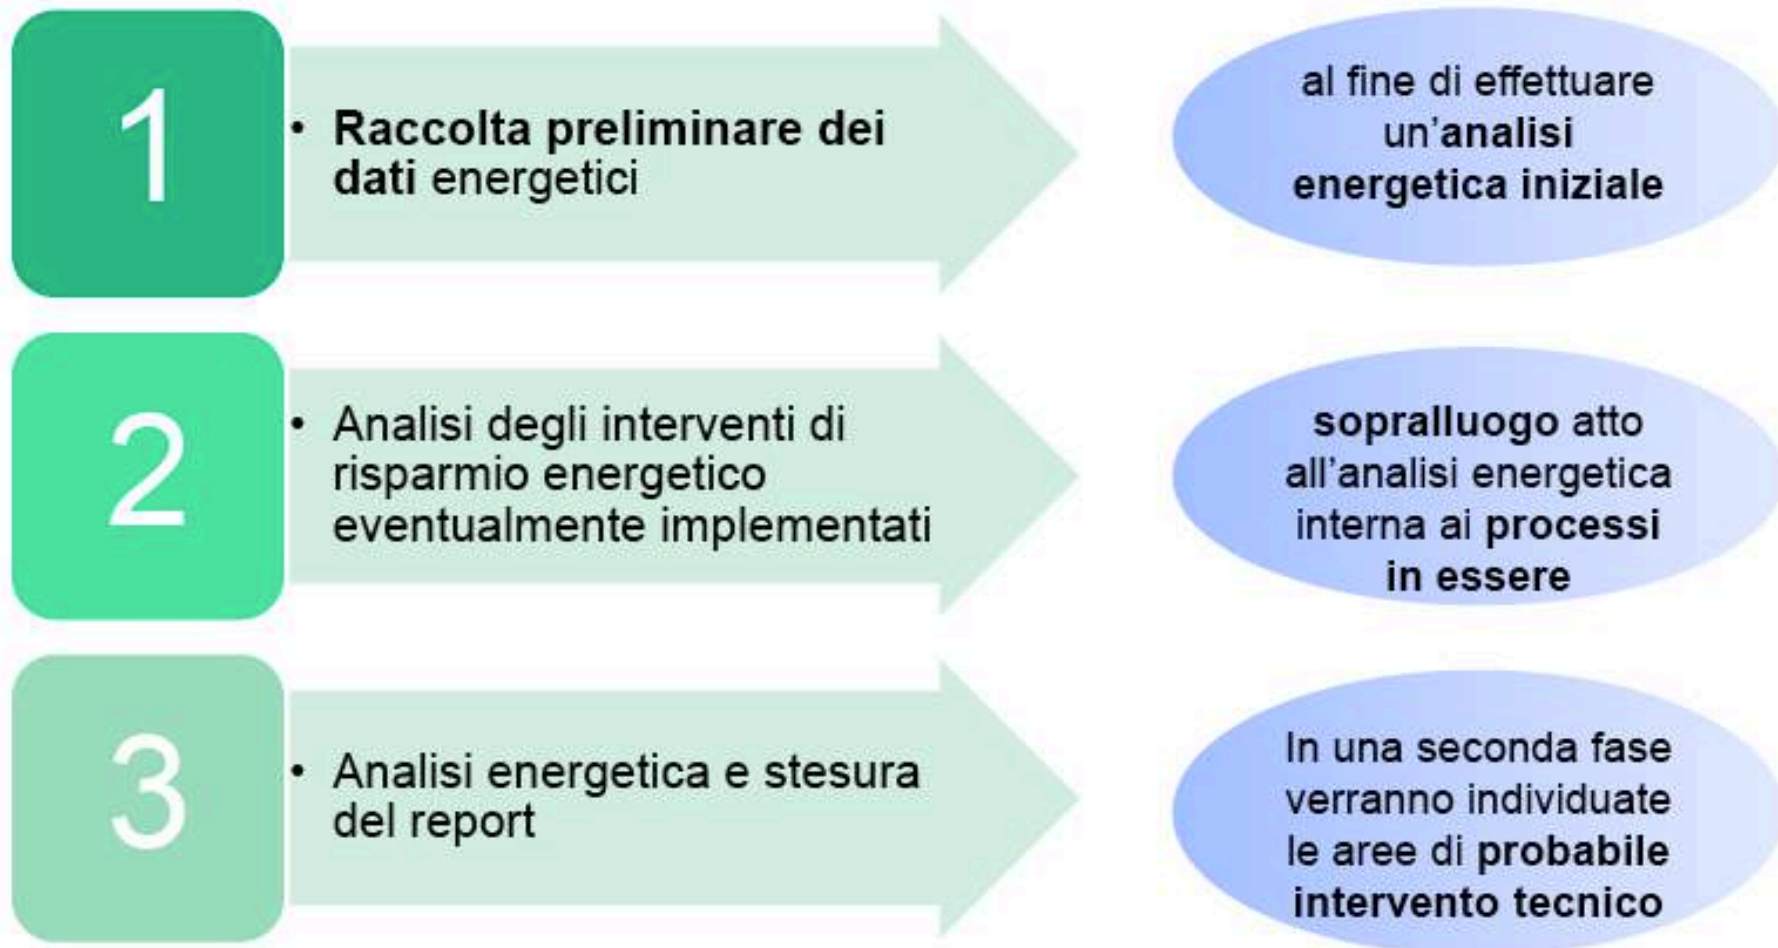 1
• Raccolta preliminare dei
dati energetici
al fine di effettuare
un’analisi
energetica iniziale
2
• Analisi degli interventi di
risparmio energetico
eventualmente implementati
sopralluogo atto
all’analisi energetica
interna ai processi
in essere
3
• Analisi energetica e stesura
del report
In una seconda fase
verranno individuate
le aree di probabile
intervento tecnico